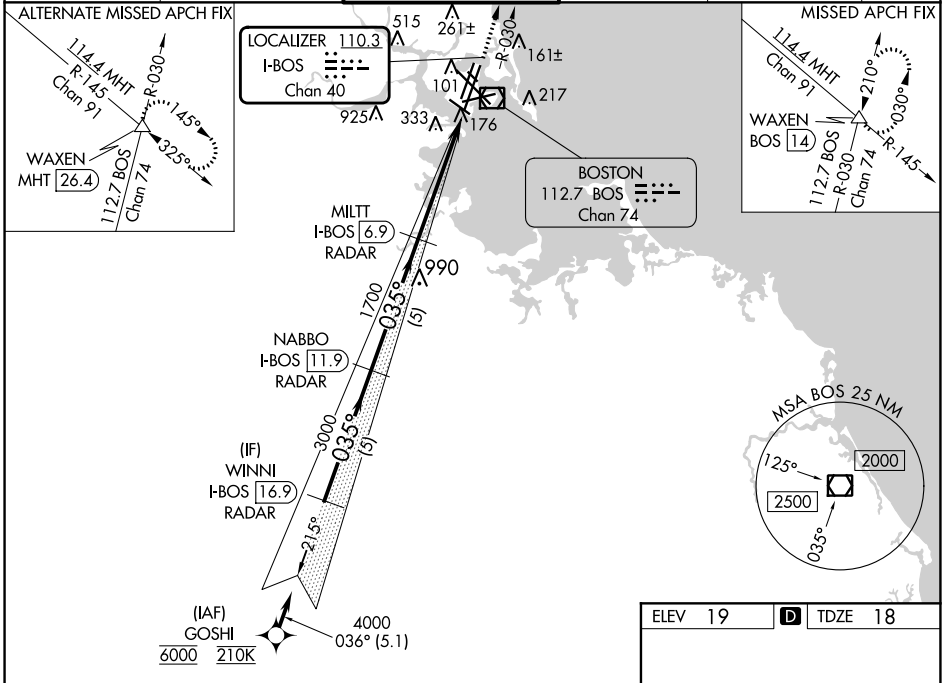 ALTERNATE MISSED APCH FIX
114.4 MHT
R-145
Chan 91
R-030
145°
325°
WAXEN
MHT 26.4
112.7 BOS
Chan 74
LOCALIZER 110.3
I-BOS
Chan 40
515
261±
R-030
161±
101
217
925
333
176
MISSED APCH FIX
114.4 MHT
Chan 91
210°
030°
WAXEN
BOS 14
R-145
112.7 BOS
R-030
Chan 74
BOSTON
112.7 BOS
Chan 74
MILTT
I-BOS 6.9
RADAR
990
1700
035°
(5)
NABBO
I-BOS 11.9
RADAR
3000
035°
(5)
(IF)
WINNI
I-BOS 16.9
RADAR
215°
(IAF)
GOSHI
6000 210K
4000
036° (5.1)
MSA BOS 25 NM
125°
2000
2500
035°
ELEV 19 D TDZE 18